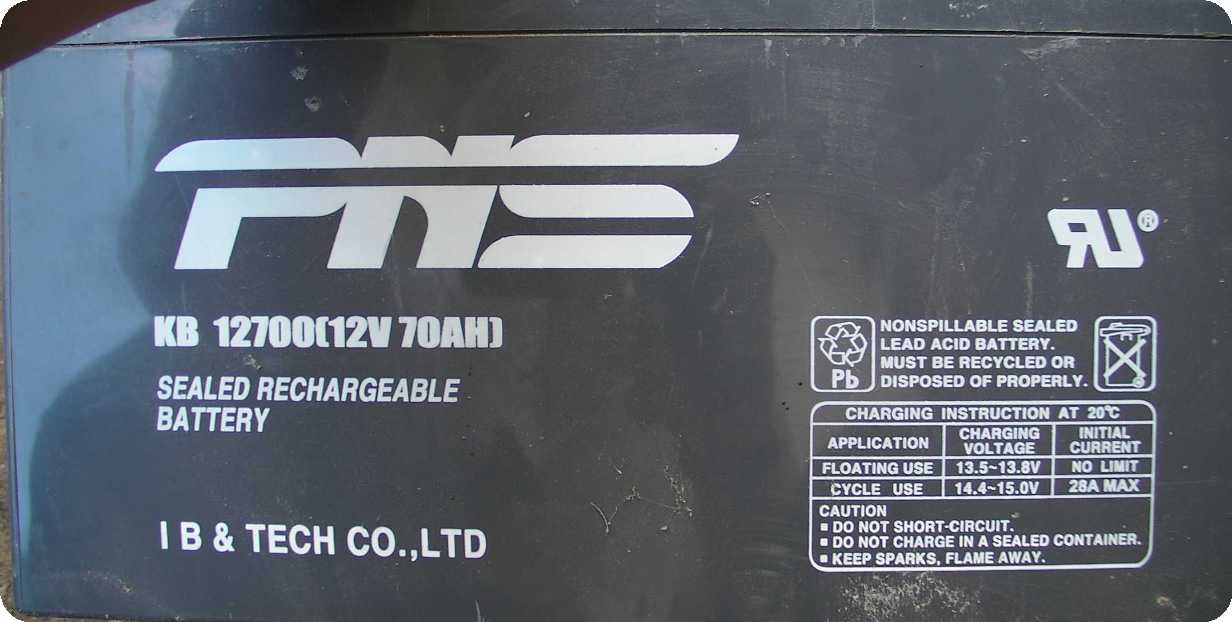 PNS
RU®
KB 12700(12V 70AH)
SEALED RECHARGEABLE
BATTERY
I B & TECH CO.,LTD
Pb
NONSPILLABLE SEALED
LEAD ACID BATTERY.
MUST BE RECYCLED OR
DISPOSED OF PROPERLY.
CHARGING INSTRUCTION AT 20℃
APPLICATION CHARGING VOLTAGE INITIAL CURRENT
FLOATING USE 13.5~13.8V NO LIMIT
CYCLE USE 14.4~15.0V 28A MAX
CAUTION
▪ DO NOT SHORT-CIRCUIT.
▪ DO NOT CHARGE IN A SEALED CONTAINER.
▪ KEEP SPARKS, FLAME AWAY.